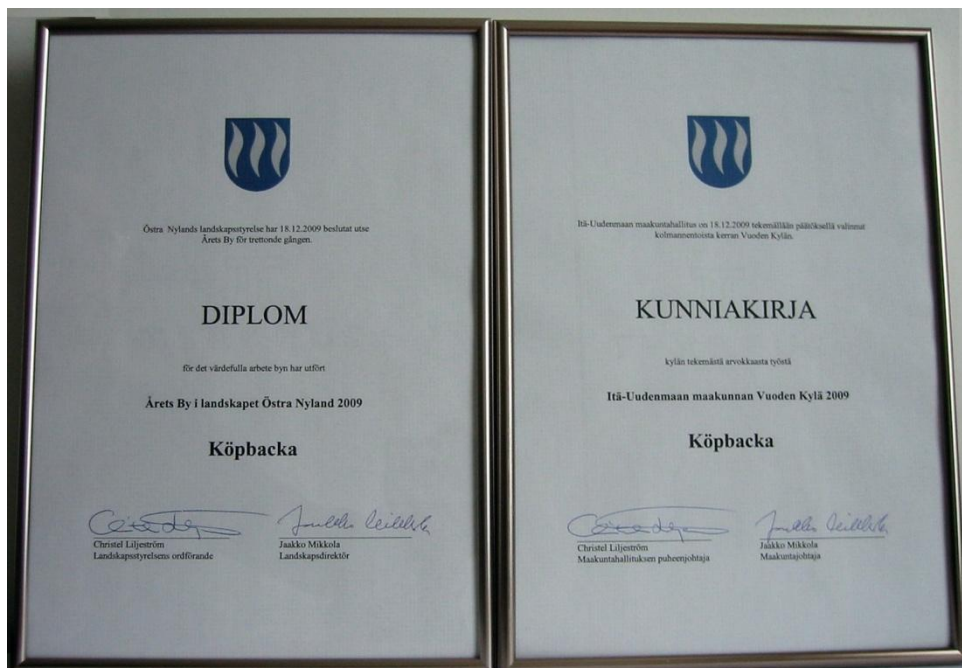 Östra Nylands landskapsstyrelse har 18.12.2009 beslutat utse
Årets By för trettonde gången.
DIPLOM
för det värdefulla arbete byn har utfört
Årets By i landskapet Östra Nyland 2009
Köpbacka
Christel Liljeström
Landskapsstyrelsens ordförande
Jaakko Mikkola
Landskapsdirektör
Itä-Uudenmaan maakuntahallitus on 18.12.2009 tekemällään päätöksellä valinnut
kolmannentoista kerran Vuoden Kylän.
KUNNIAKIRJA
kylän tekemästä arvokkaasta työstä
Itä-Uudenmaan maakunnan Vuoden Kylä 2009
Köpbacka
Christel Liljeström
Maakuntahallituksen puheenjohtaja
Jaakko Mikkola
Maakuntajohtaja